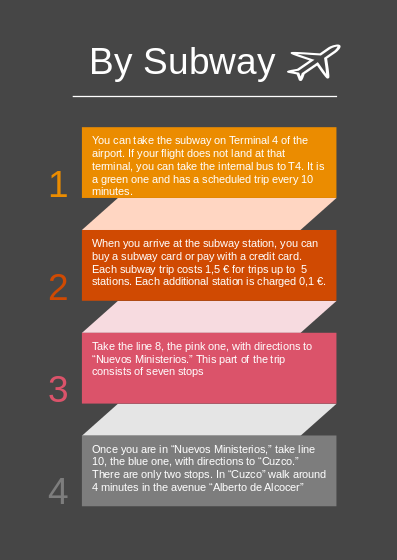 By Subway
1
You can take the subway on Terminal 4 of the
airport. If your flight does not land at that
terminal, you can take the internal bus to T4. It is
a green one and has a scheduled trip every 10
minutes.
2
When you arrive at the subway station, you can
buy a subway card or pay with a credit card.
Each subway trip costs 1,5 € for trips up to  5
stations. Each additional station is charged 0,1 €.
3
Take the line 8, the pink one, with directions to
“Nuevos Ministerios.” This part of the trip
consists of seven stops
4
Once you are in “Nuevos Ministerios,” take line
10, the blue one, with directions to “Cuzco.”
There are only two stops. In “Cuzco” walk around
4 minutes in the avenue “Alberto de Alcocer”